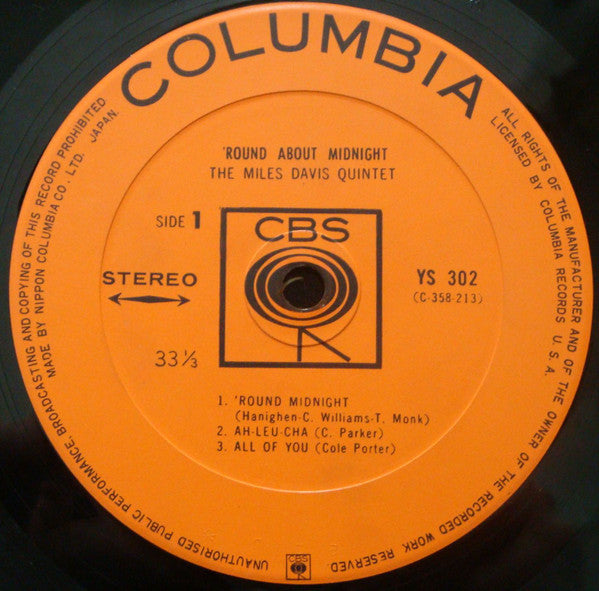 COLUMBIA
'ROUND ABOUT MIDNIGHT
THE MILES DAVIS QUINTET
SIDE 1
CBS
STEREO
YS 302
(C-358-213)
33 ⅓
1. 'ROUND MIDNIGHT
(Hanighen-C. Williams-T. Monk)
2. AH-LEU-CHA (C. Parker)
3. ALL OF YOU (Cole Porter)
CBS
ALL RIGHTS OF THE MANUFACTURER AND OF THE OWNER OF THE RECORDED WORK RESERVED
LICENSED BY COLUMBIA RECORDS U. S. A.
UNAUTHORISED PUBLIC PERFORMANCE, BROADCASTING AND COPYING OF THIS RECORD PROHIBITED
MADE BY NIPPON COLUMBIA CO., LTD. JAPAN.